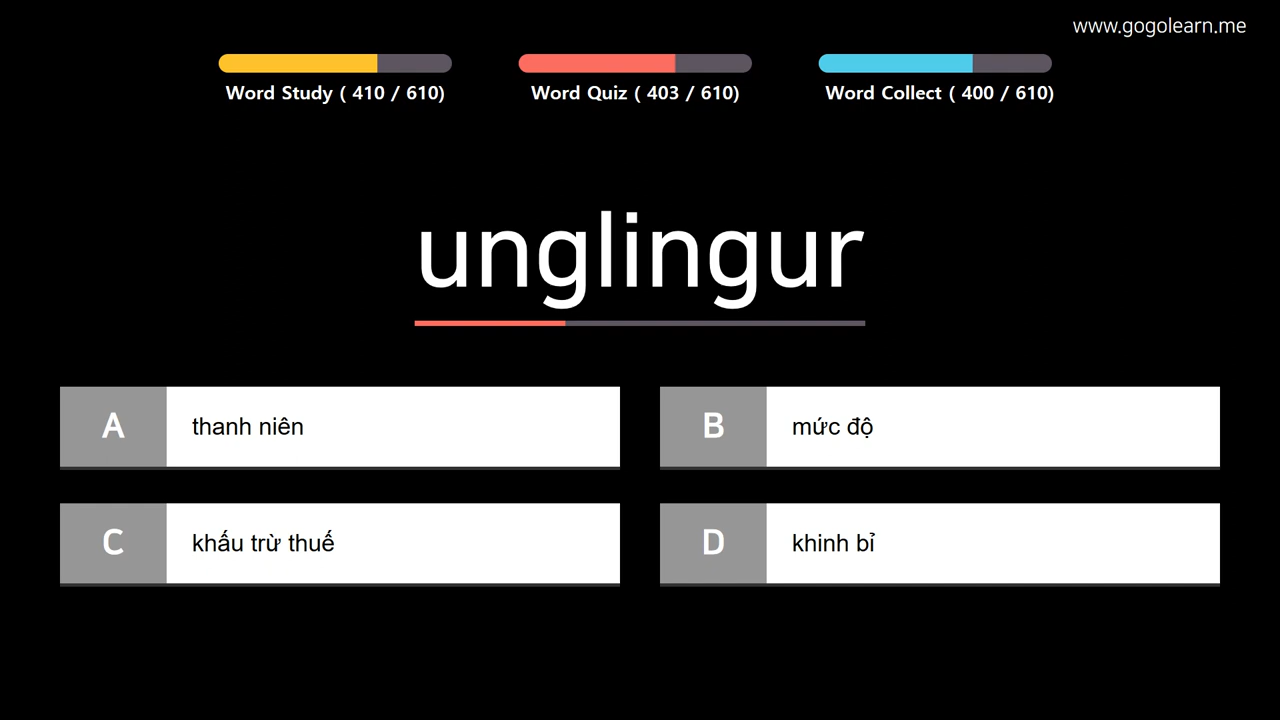 www.gogolearn.me
Word Study ( 410 / 610)
Word Quiz ( 403 / 610)
Word Collect ( 400 / 610)
unglingur
A thanh niên
B mức độ
C khấu trừ thuế
D khinh bỉ